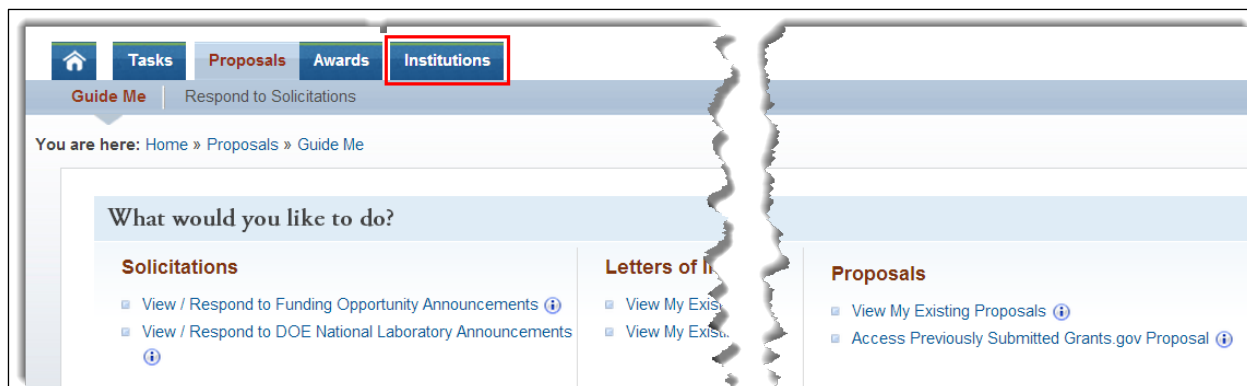 Tasks Proposals Awards Institutions
Guide Me Respond to Solicitations
You are here: Home » Proposals » Guide Me
What would you like to do?
Solicitations
View / Respond to Funding Opportunity Announcements
View / Respond to DOE National Laboratory Announcements
Letters of
View My
View My
Proposals
View My Existing Proposals
Access Previously Submitted Grants.gov Proposal